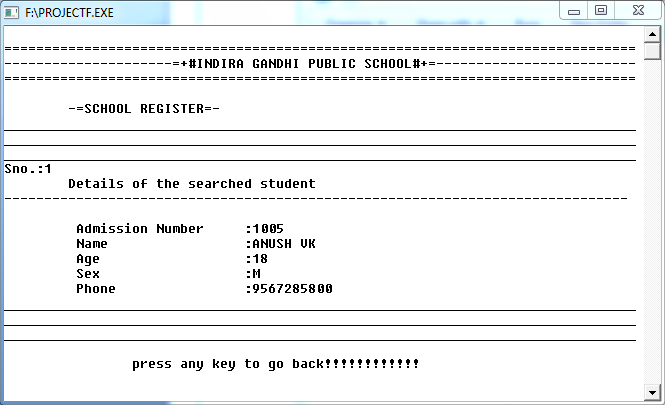 F:\PROJECTF.EXE
================================================================================
---------------------=+#INDIRA GANDHI PUBLIC SCHOOL#+=-------------------------
================================================================================
-=SCHOOL REGISTER=-
Sno.:1
Details of the searched student
-------------------------------------------------------------------------------
Admission Number :1005
Name :ANUSH VK
Age :18
Sex :M
Phone :9567285800
press any key to go back!!!!!!!!!!!!